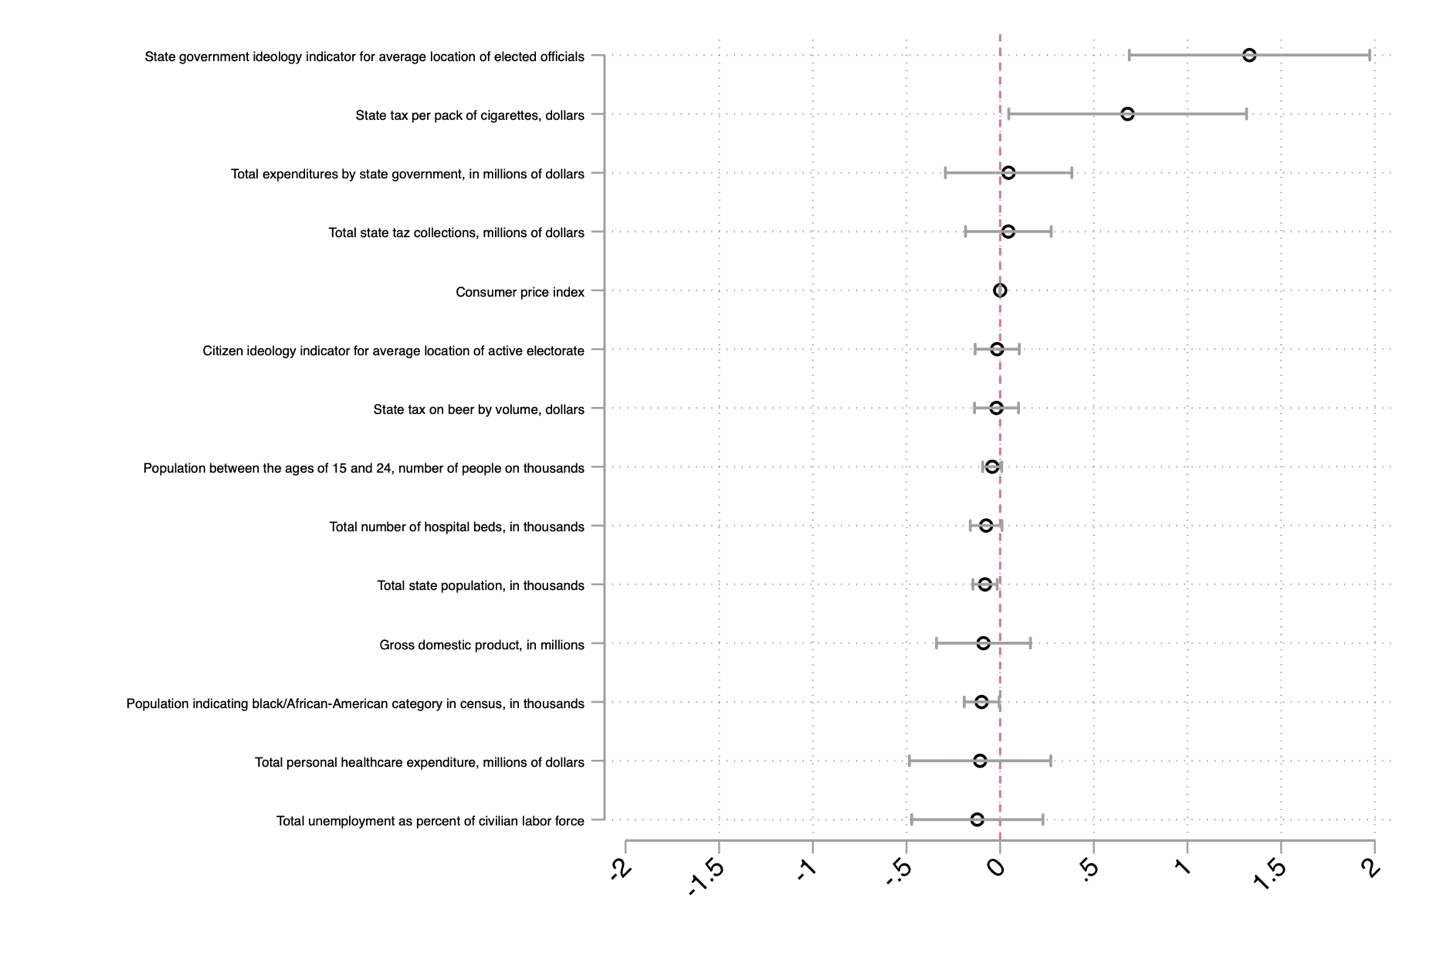 State government ideology indicator for average location of elected officials
State tax per pack of cigarettes, dollars
Total expenditures by state government, in millions of dollars
Total state taz collections, millions of dollars
Consumer price index
Citizen ideology indicator for average location of active electorate
State tax on beer by volume, dollars
Population between the ages of 15 and 24, number of people on thousands
Total number of hospital beds, in thousands
Total state population, in thousands
Gross domestic product, in millions
Population indicating black/African-American category in census, in thousands
Total personal healthcare expenditure, millions of dollars
Total unemployment as percent of civilian labor force
-2 -1.5 -1 -.5 0 .5 1 1.5 2